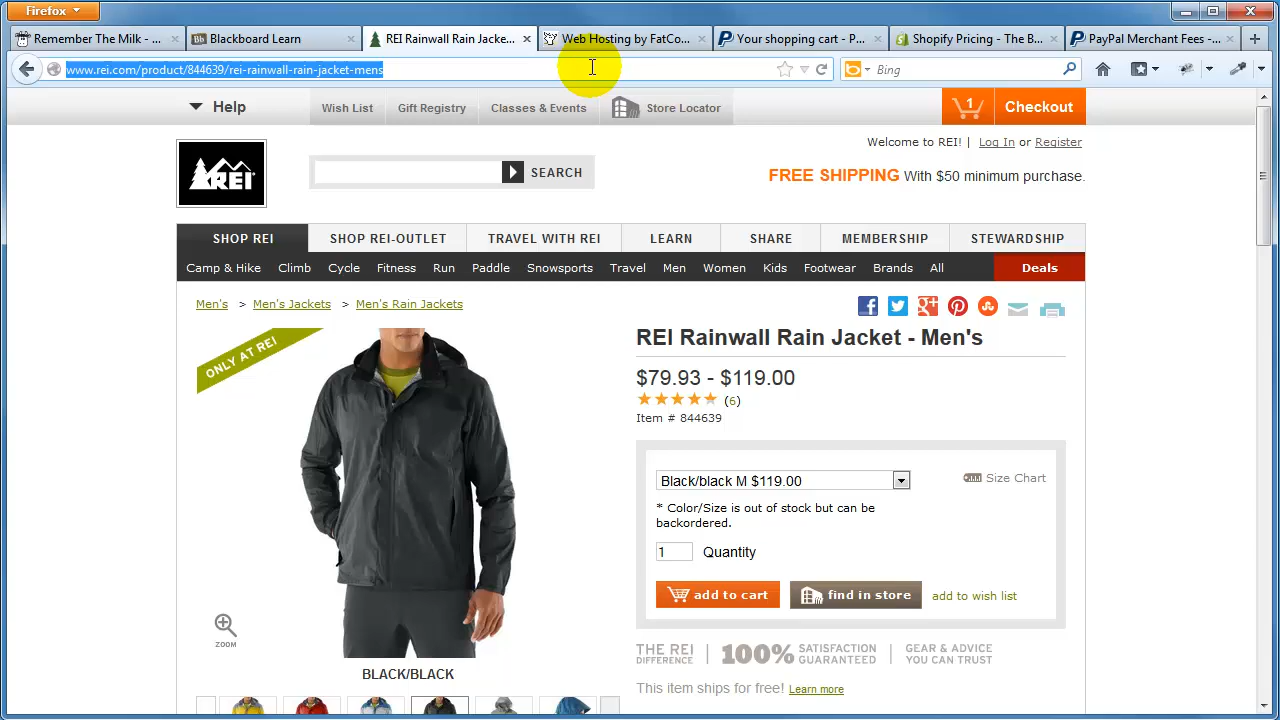 Firefox
Remember The Milk - ...
Blackboard Learn
REI Rainwall Rain Jacke...
Web Hosting by FatCo...
Your shopping cart - P...
Shopify Pricing - The B...
PayPal Merchant Fees -...
www.rei.com/product/844639/rei-rainwall-rain-jacket-mens
Bing
Help
Wish List
Gift Registry
Classes & Events
Store Locator
1
Checkout
Welcome to REI! | Log In or Register
REI
SEARCH
FREE SHIPPING With $50 minimum purchase.
SHOP REI
SHOP REI-OUTLET
TRAVEL WITH REI
LEARN
SHARE
MEMBERSHIP
STEWARDSHIP
Camp & Hike
Climb
Cycle
Fitness
Run
Paddle
Snowsports
Travel
Men
Women
Kids
Footwear
Brands
All
Deals
Men's > Men's Jackets > Men's Rain Jackets
ONLY AT REI
REI Rainwall Rain Jacket - Men's
$79.93 - $119.00
(6)
Item # 844639
Black/black M $119.00
Size Chart
* Color/Size is out of stock but can be
backordered.
1 Quantity
add to cart
find in store
add to wish list
ZOOM
BLACK/BLACK
THE REI
DIFFERENCE
100% SATISFACTION
GUARANTEED
GEAR & ADVICE
YOU CAN TRUST
This item ships for free! Learn more